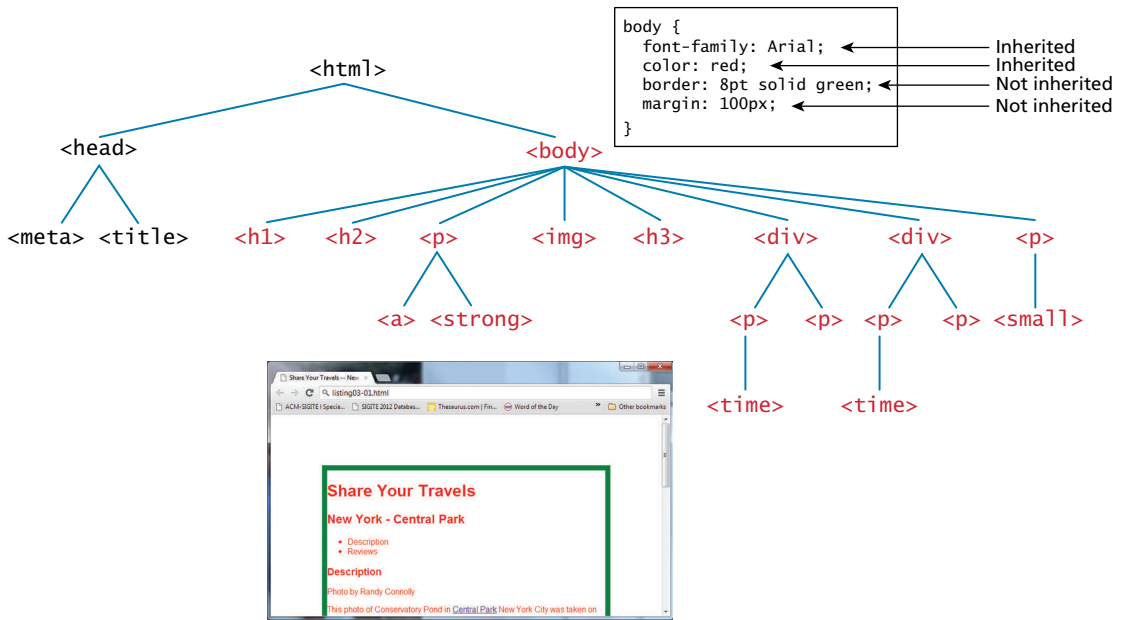 body {
font-family: Arial;
color: red;
border: 8pt solid green;
margin: 100px;
}
Inherited
Inherited
Not inherited
Not inherited
<html>
<head> <body>
<meta> <title> <h1> <h2> <p> <img> <h3> <div> <div> <p>
<a> <strong> <p> <p> <p> <p> <small>
<time> <time>
Share Your Travels -- New
listing03-01.html
ACM-SIGITE | Specia... SIGITE 2012 Databas... Thesaurus.com | Fin... Word of the Day » Other bookmarks
Share Your Travels
New York - Central Park
• Description
• Reviews
Description
Photo by Randy Connolly
This photo of Conservatory Pond in Central Park New York City was taken on